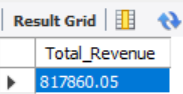 Result Grid
Total_Revenue
817860.05